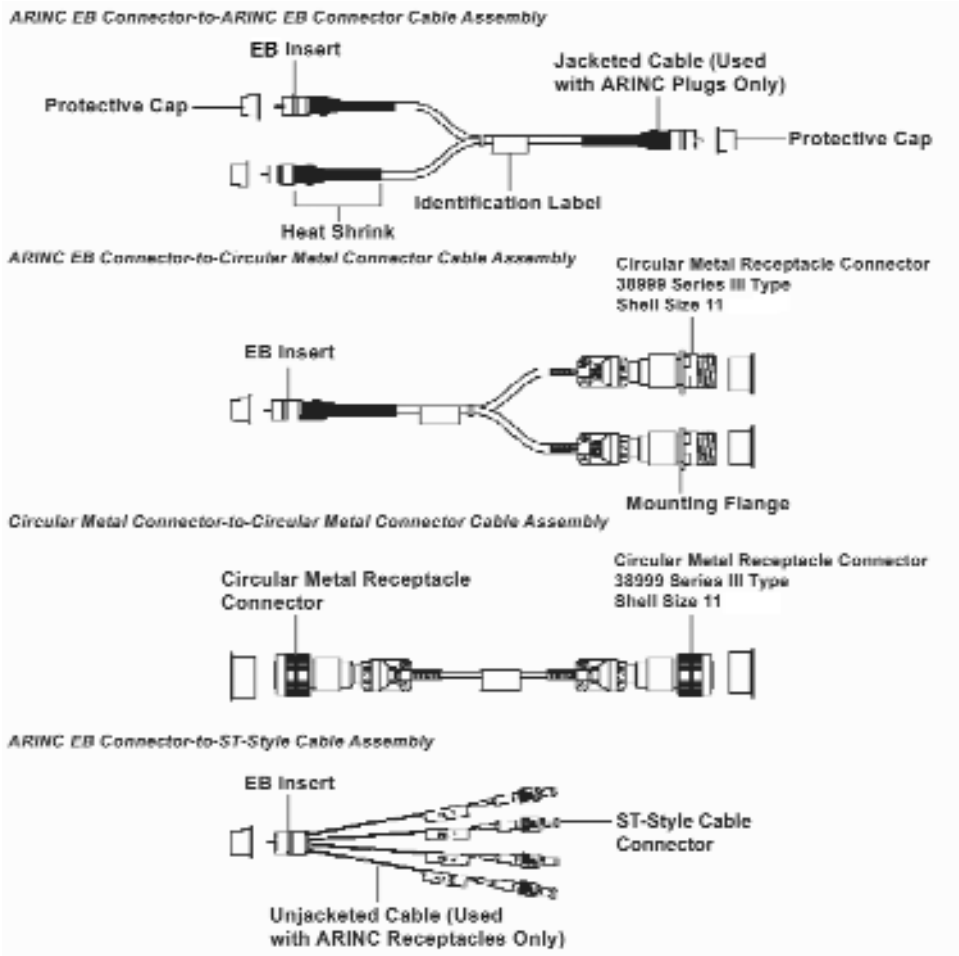 ARINC EB Connector-to-ARINC EB Connector Cable Assembly
EB Insert
Jacketed Cable (Used
with ARINC Plugs Only)
Protective Cap
Protective Cap
Identification Label
Heat Shrink
ARINC EB Connector-to-Circular Metal Connector Cable Assembly
Circular Metal Receptacle Connector
38999 Series III Type
Shell Size 11
EB Insert
Mounting Flange
Circular Metal Connector-to-Circular Metal Connector Cable Assembly
Circular Metal Receptacle
Connector
Circular Metal Receptacle Connector
38999 Series III Type
Shell Size 11
ARINC EB Connector-to-ST-Style Cable Assembly
EB Insert
ST-Style Cable
Connector
Unjacketed Cable (Used
with ARINC Receptacles Only)